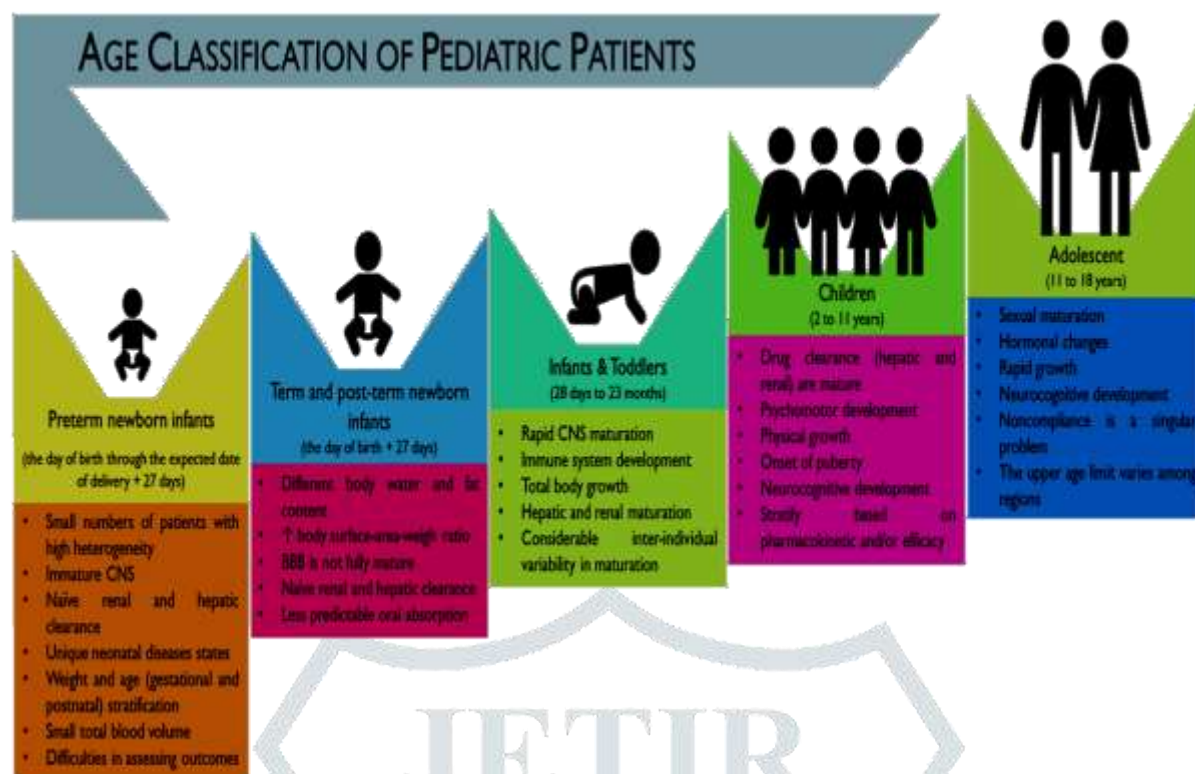 AGE CLASSIFICATION OF PEDIATRIC PATIENTS
Preterm newborn infants
(the day of birth through the expected date
of delivery + 27 days)
• Small numbers of patients with
high heterogeneity
• Immature CNS
• Naïve renal and hepatic
clearance
• Unique neonatal diseases states
• Weight and age (gestational and
postnatal) stratification
• Small total blood volume
• Difficulties in assessing outcomes
Term and post-term newborn
infants
(the day of birth + 27 days)
• Different body water and fat
content
• ↑ body surface-area-weigh ratio
• BBB is not fully mature
• Naïve renal and hepatic clearance
• Less predictable oral absorption
Infants & Toddlers
(28 days to 23 months)
• Rapid CNS maturation
• Immune system development
• Total body growth
• Hepatic and renal maturation
• Considerable inter-individual
variability in maturation
Children
(2 to 11 years)
• Drug clearance (hepatic and
renal) are mature
• Psychomotor development
• Physical growth
• Onset of puberty
• Neurocognitive development
• Stratify based on
pharmacokinetic and/or efficacy
Adolescent
(11 to 18 years)
• Sexual maturation
• Hormonal changes
• Rapid growth
• Neurocognitive development
• Noncompliance is a singular
problem
• The upper age limit varies among
regions
JETIR